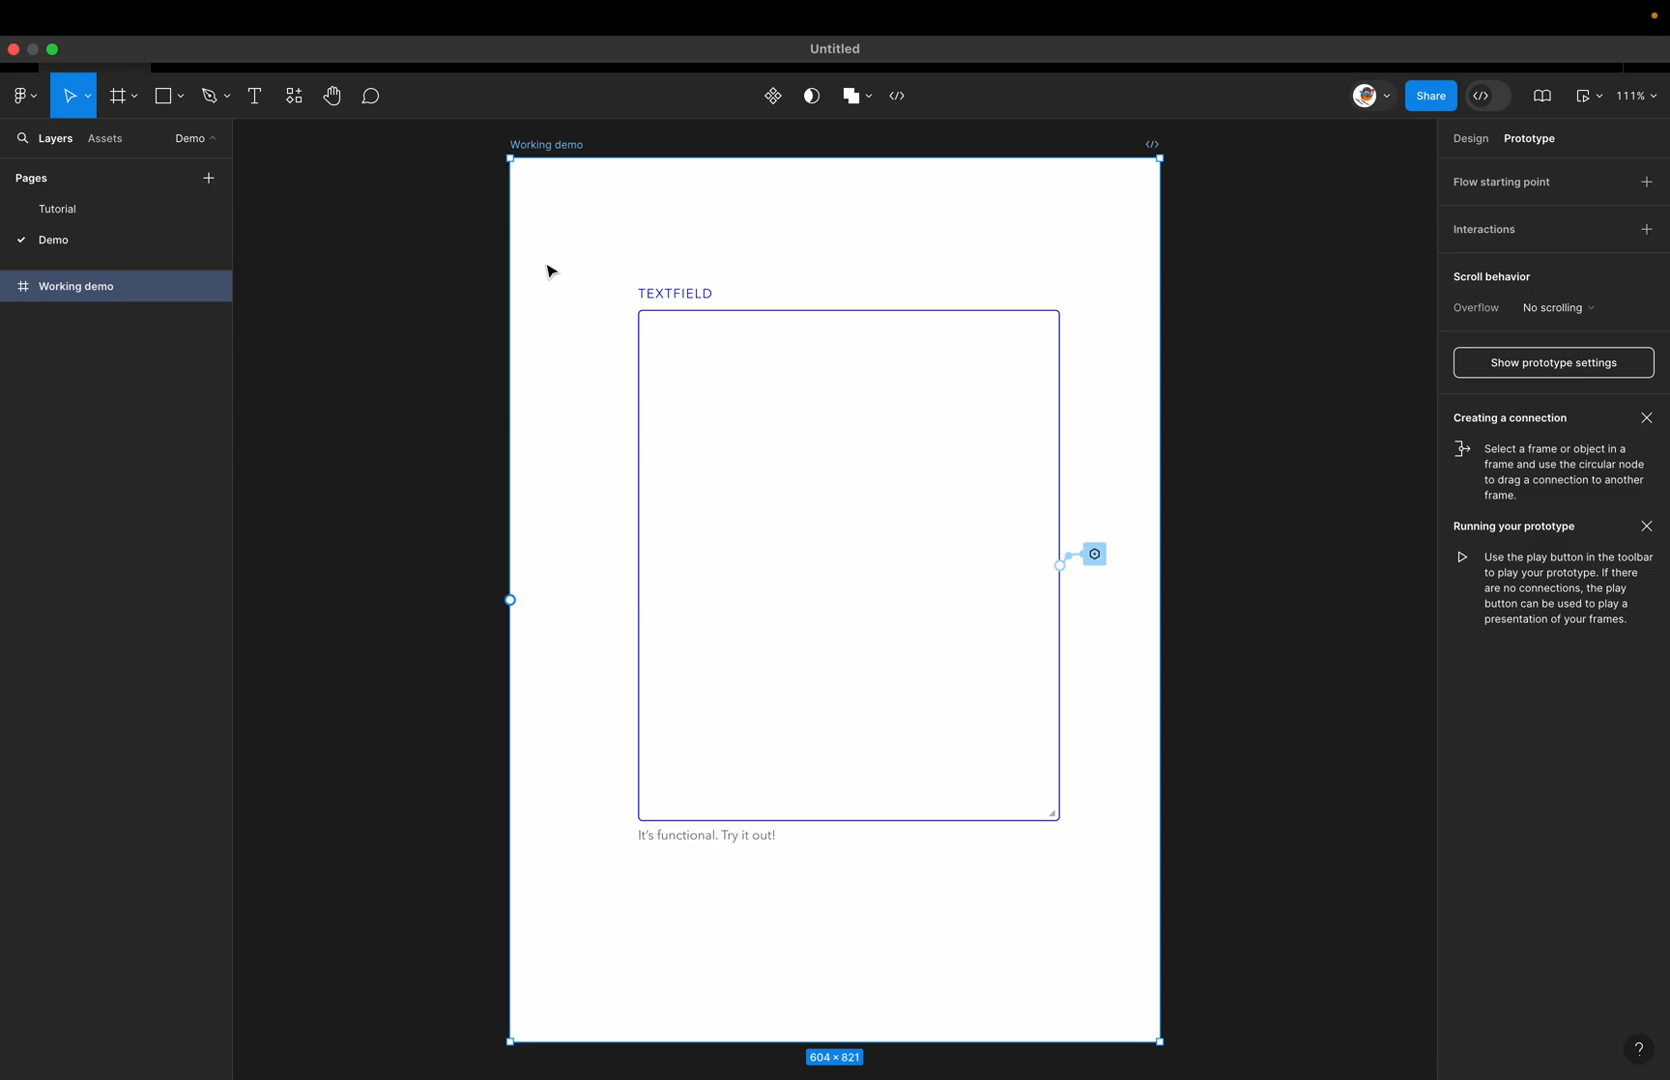 Untitled
Share
111%
Layers
Assets
Demo
Pages
Tutorial
Demo
Working demo
Working demo
TEXTFIELD
It's functional. Try it out!
604 × 821
Design
Prototype
Flow starting point
Interactions
Scroll behavior
Overflow
No scrolling
Show prototype settings
Creating a connection
Select a frame or object in a
frame and use the circular node
to drag a connection to another
frame.
Running your prototype
Use the play button in the toolbar
to play your prototype. If there
are no connections, the play
button can be used to play a
presentation of your frames.
?